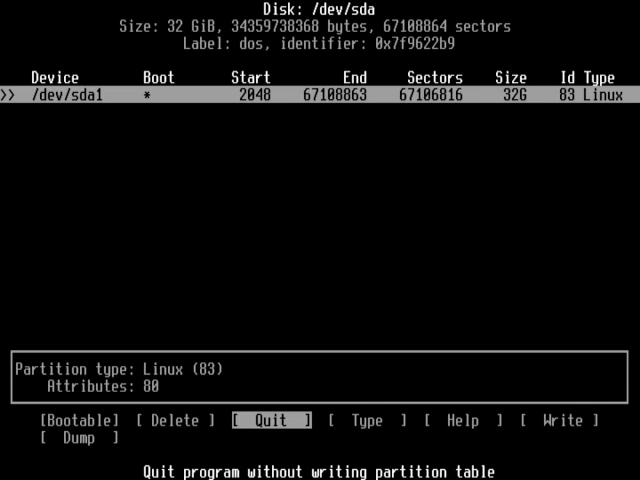 Disk: /dev/sda
Size: 32 GiB, 34359738368 bytes, 67108864 sectors
Label: dos, identifier: 0x7f9622b9
Device Boot Start End Sectors Size Id Type
>> /dev/sda1 * 2048 67108863 67106816 32G 83 Linux
Partition type: Linux (83)
Attributes: 80
[Bootable] [ Delete ] [ Quit ] [ Type ] [ Help ] [ Write ]
[ Dump ]
Quit program without writing partition table